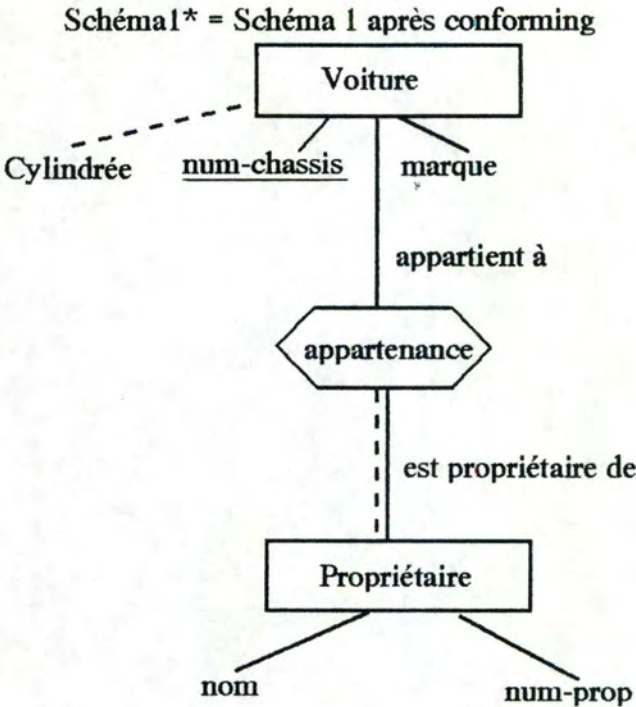 Schéma1* = Schéma 1 après conforming
Voiture
Cylindrée num-chassis marque
appartient à
appartenance
est propriétaire de
Propriétaire
nom num-prop